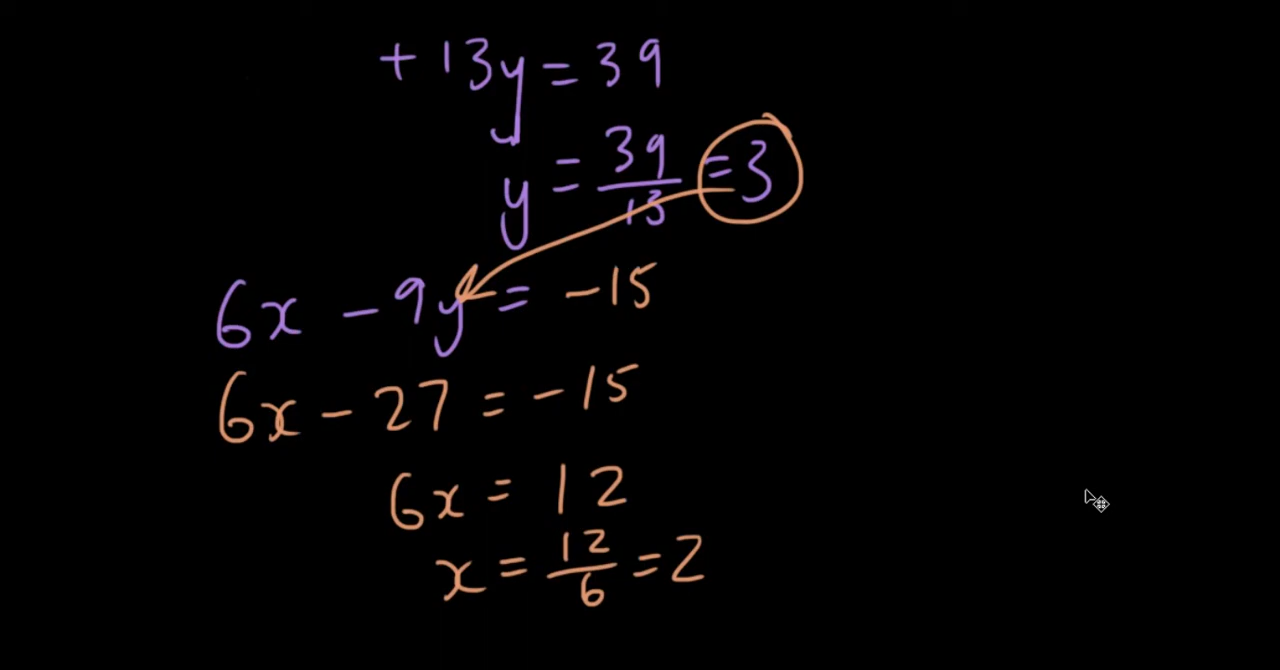 + 13y = 39
y = 39/13 = 3
6x - 9y = -15
6x - 27 = -15
6x = 12
x = 12/6 = 2